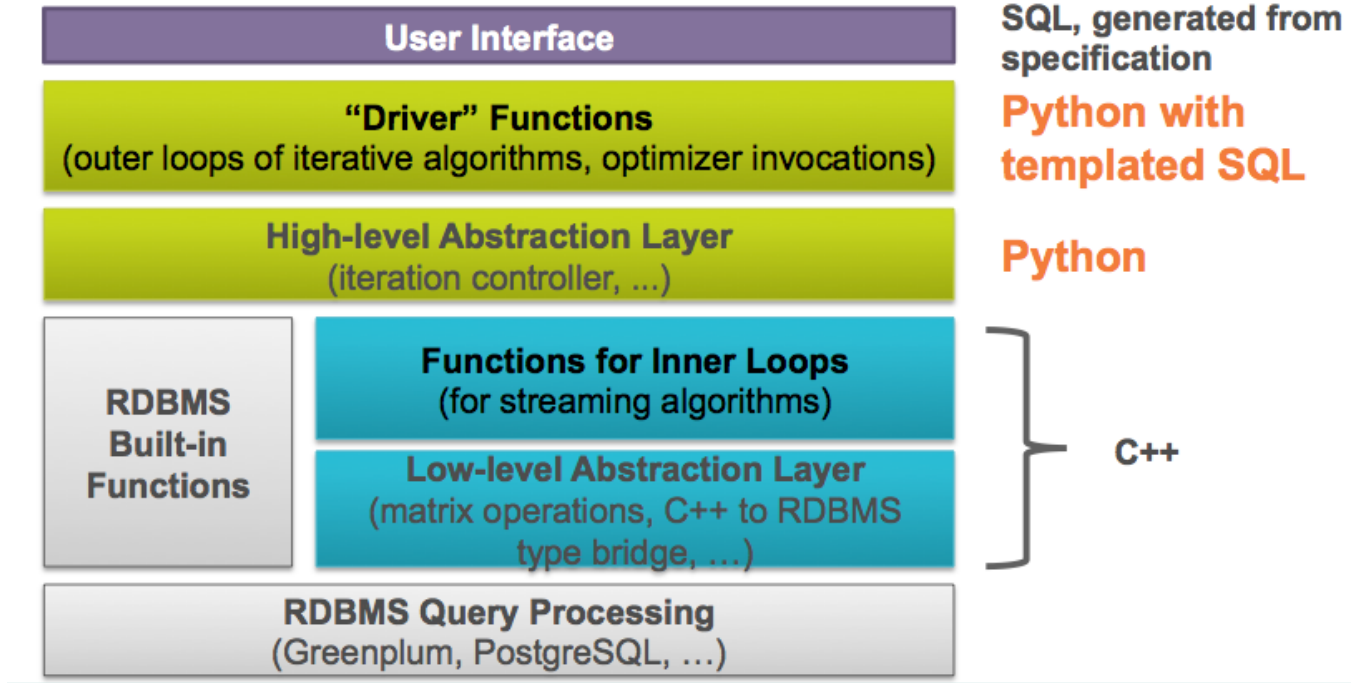 User Interface
SQL, generated from
specification
“Driver” Functions
(outer loops of iterative algorithms, optimizer invocations)
Python with
templated SQL
High-level Abstraction Layer
(iteration controller, ...)
Python
RDBMS
Built-in
Functions
Functions for Inner Loops
(for streaming algorithms)
Low-level Abstraction Layer
(matrix operations, C++ to RDBMS
type bridge, …)
C++
RDBMS Query Processing
(Greenplum, PostgreSQL, …)